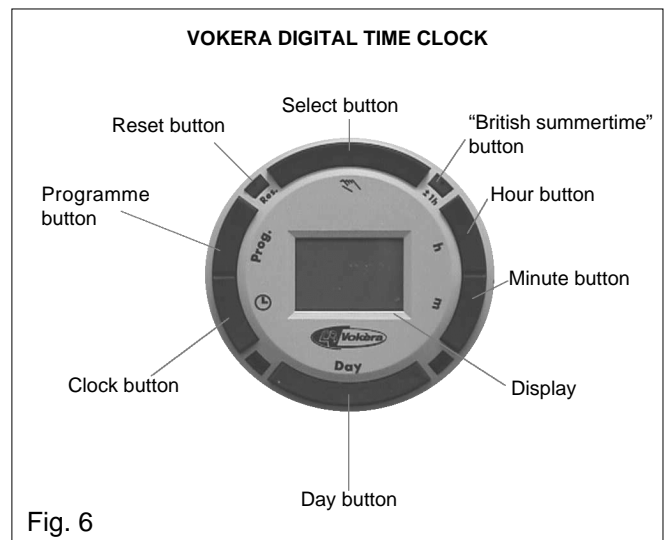 VOKERA DIGITAL TIME CLOCK
Select button
Reset button
“British summertime”
button
Programme
button
Hour button
Res.
±1h
Prog.
h
Minute button
m
Vokèra
Day
Clock button
Display
Day button
Fig. 6